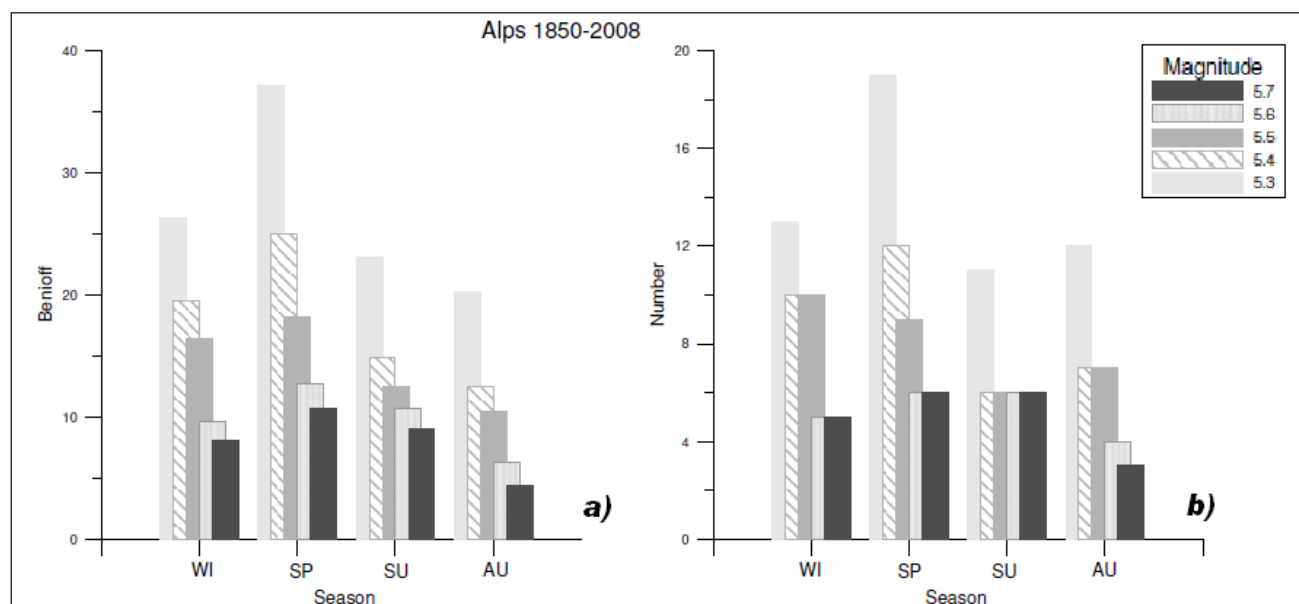 Alps 1850-2008
40
30
20
10
0
Benioff
WI SP SU AU
Season
a)
20
16
12
8
4
0
Number
WI SP SU AU
Season
b)
Magnitude
5.7
5.6
5.5
5.4
5.3